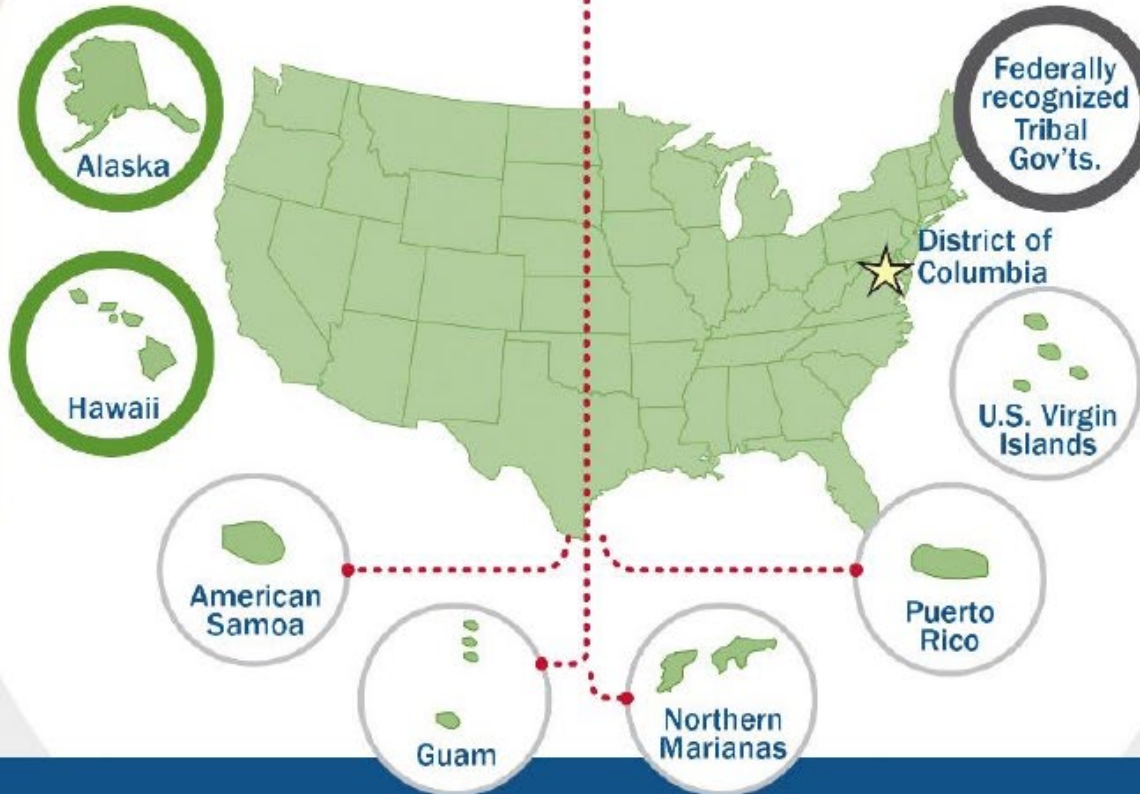 Alaska
Federally
recognized
Tribal
Gov'ts.
District of
Columbia
Hawaii
U.S. Virgin
Islands
American
Samoa
Puerto
Rico
Guam
Northern
Marianas